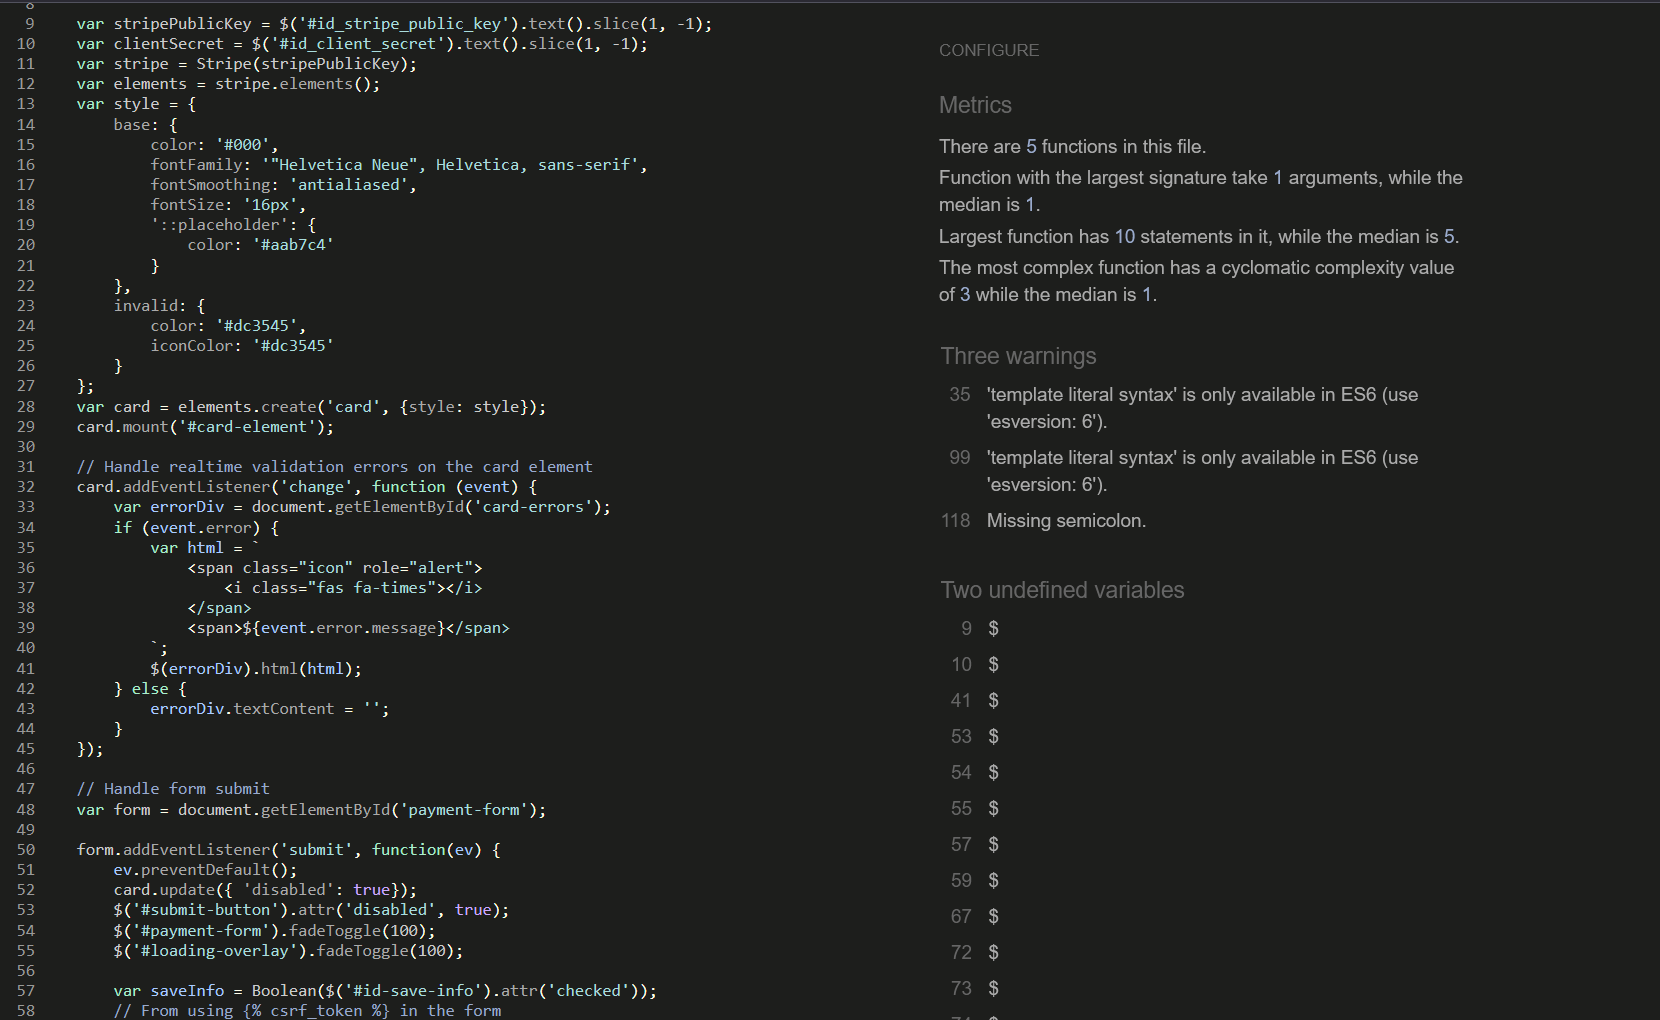 8
9 var stripePublicKey = $('#id_stripe_public_key').text().slice(1, -1);
10 var clientSecret = $('#id_client_secret').text().slice(1, -1);
11 var stripe = Stripe(stripePublicKey);
12 var elements = stripe.elements();
13 var style = {
14     base: {
15         color: '#000',
16         fontFamily: '"Helvetica Neue", Helvetica, sans-serif',
17         fontSmoothing: 'antialiased',
18         fontSize: '16px',
19         '::placeholder': {
20             color: '#aab7c4'
21         }
22     },
23     invalid: {
24         color: '#dc3545',
25         iconColor: '#dc3545'
26     }
27 };
28 var card = elements.create('card', {style: style});
29 card.mount('#card-element');
30
31 // Handle realtime validation errors on the card element
32 card.addEventListener('change', function (event) {
33     var errorDiv = document.getElementById('card-errors');
34     if (event.error) {
35         var html = `
36             <span class="icon" role="alert">
37                 <i class="fas fa-times"></i>
38             </span>
39             <span>${event.error.message}</span>
40         `;
41         $(errorDiv).html(html);
42     } else {
43         errorDiv.textContent = '';
44     }
45 });
46
47 // Handle form submit
48 var form = document.getElementById('payment-form');
49
50 form.addEventListener('submit', function(ev) {
51     ev.preventDefault();
52     card.update({ 'disabled': true});
53     $('#submit-button').attr('disabled', true);
54     $('#payment-form').fadeToggle(100);
55     $('#loading-overlay').fadeToggle(100);
56
57     var saveInfo = Boolean($('#id-save-info').attr('checked'));
58     // From using {% csrf_token %} in the form
CONFIGURE
Metrics
There are 5 functions in this file.
Function with the largest signature take 1 arguments, while the
median is 1.
Largest function has 10 statements in it, while the median is 5.
The most complex function has a cyclomatic complexity value
of 3 while the median is 1.
Three warnings
35 'template literal syntax' is only available in ES6 (use
'esversion: 6').
99 'template literal syntax' is only available in ES6 (use
'esversion: 6').
118 Missing semicolon.
Two undefined variables
9 $
10 $
41 $
53 $
54 $
55 $
57 $
59 $
67 $
72 $
73 $